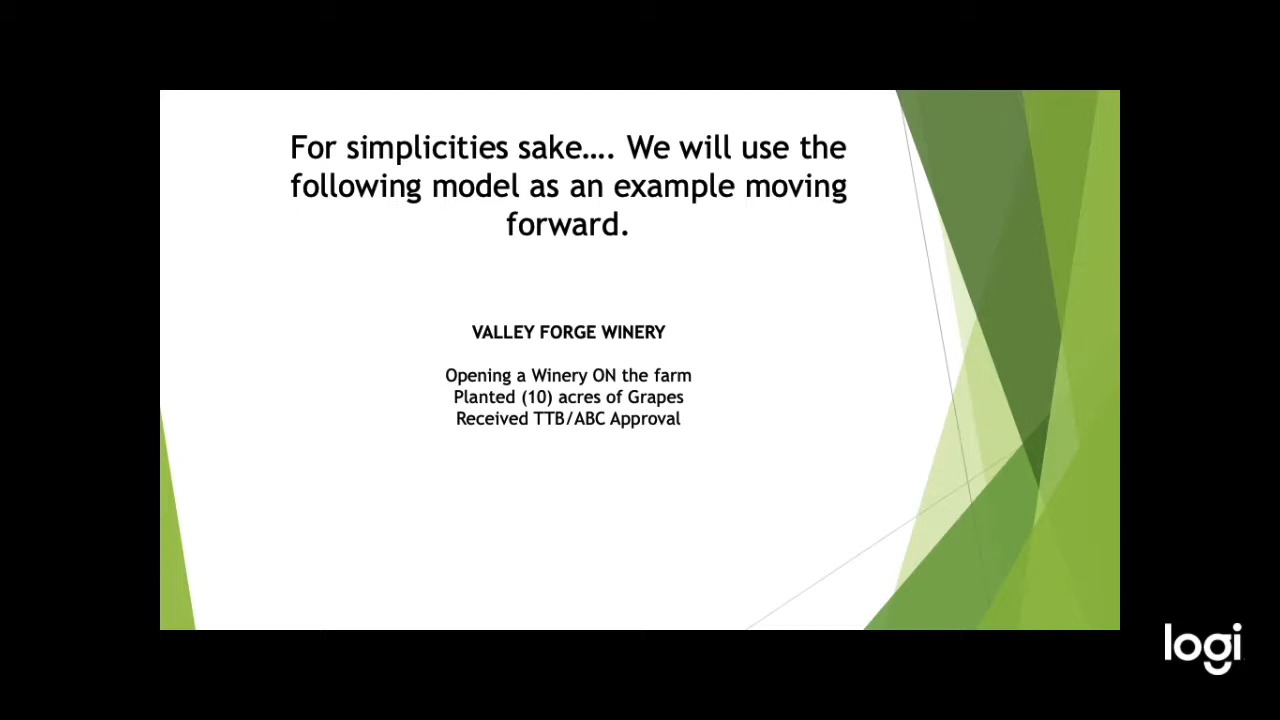 For simplicities sake.... We will use the
following model as an example moving
forward.
VALLEY FORGE WINERY
Opening a Winery ON the farm
Planted (10) acres of Grapes
Received TTB/ABC Approval
logi